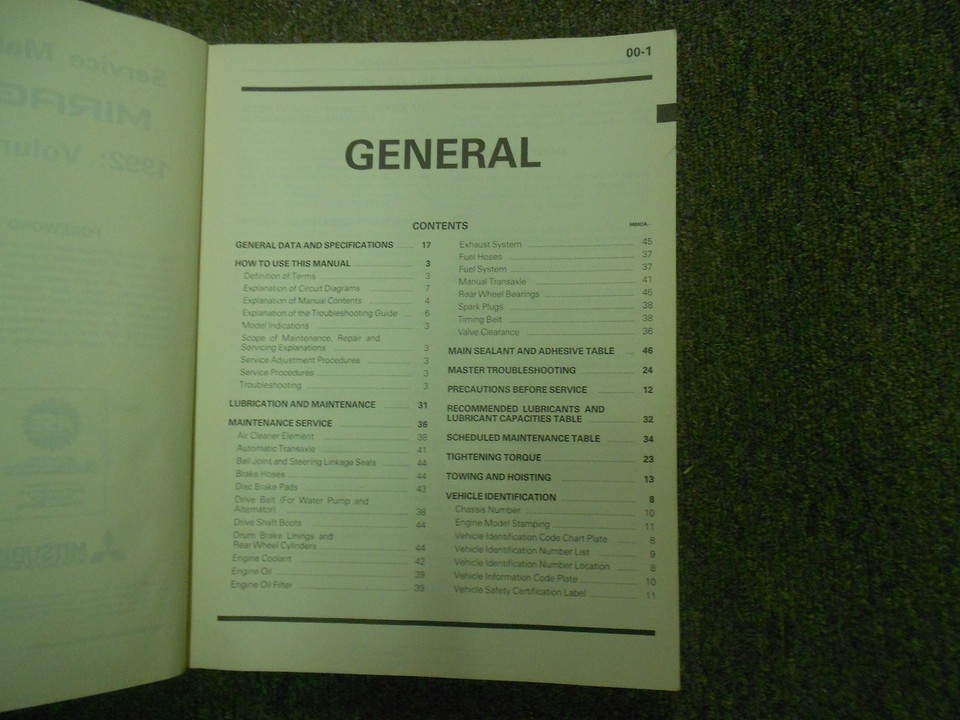 Service Man
MIRAG
1992: Volum
FOREWORD
MITSUBIS
00-1
GENERAL
CONTENTS
GENERAL DATA AND SPECIFICATIONS 17
HOW TO USE THIS MANUAL 3
Definition of Terms 3
Explanation of Circuit Diagrams 7
Explanation of Manual Contents 4
Explanation of the Troubleshooting Guide 6
Model Indications 3
Scope of Maintenance, Repair and
Servicing Explanations 3
Service Adjustment Procedures 3
Service Procedures 3
Troubleshooting 3
LUBRICATION AND MAINTENANCE 31
MAINTENANCE SERVICE 36
Air Cleaner Element 38
Automatic Transaxle 41
Ball Joint and Steering Linkage Seals 44
Brake Hoses 44
Disc Brake Pads 43
Drive Belt (For Water Pump and
Alternator) 38
Drive Shaft Boots 44
Drum Brake Linings and
Rear Wheel Cylinders 44
Engine Coolant 42
Engine Oil 39
Engine Oil Filter 39
Exhaust System 45
Fuel Hoses 37
Fuel System 37
Manual Transaxle 41
Rear Wheel Bearings 45
Spark Plugs 38
Timing Belt 38
Valve Clearance 36
MAIN SEALANT AND ADHESIVE TABLE 46
MASTER TROUBLESHOOTING 24
PRECAUTIONS BEFORE SERVICE 12
RECOMMENDED LUBRICANTS AND
LUBRICANT CAPACITIES TABLE 32
SCHEDULED MAINTENANCE TABLE 34
TIGHTENING TORQUE 23
TOWING AND HOISTING 13
VEHICLE IDENTIFICATION 8
Chassis Number 10
Engine Model Stamping 11
Vehicle Identification Code Chart Plate 8
Vehicle Identification Number List 9
Vehicle Identification Number Location 8
Vehicle Information Code Plate 10
Vehicle Safety Certification Label 11